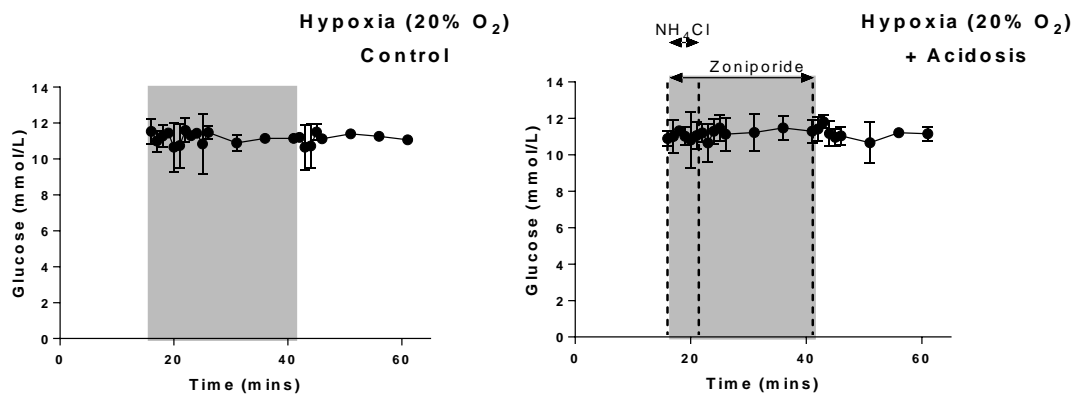 Hypoxia (20% O2)
Control
14
12
10
8
6
4
2
0
Glucose (mmol/L)
0 20 40 60
Time (mins)
Hypoxia (20% O2)
+ Acidosis
NH4Cl
Zoniporide
14
12
10
8
6
4
2
0
Glucose (mmol/L)
0 20 40 60
Time (mins)